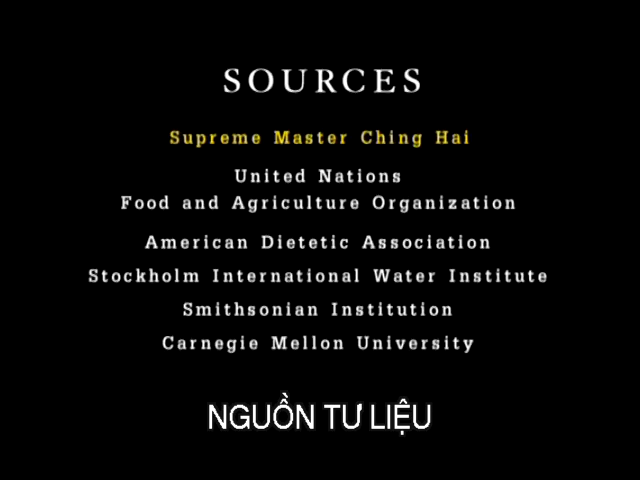 SOURCES
Supreme Master Ching Hai
United Nations
Food and Agriculture Organization
American Dietetic Association
Stockholm International Water Institute
Smithsonian Institution
Carnegie Mellon University
NGUỒN TƯ LIỆU